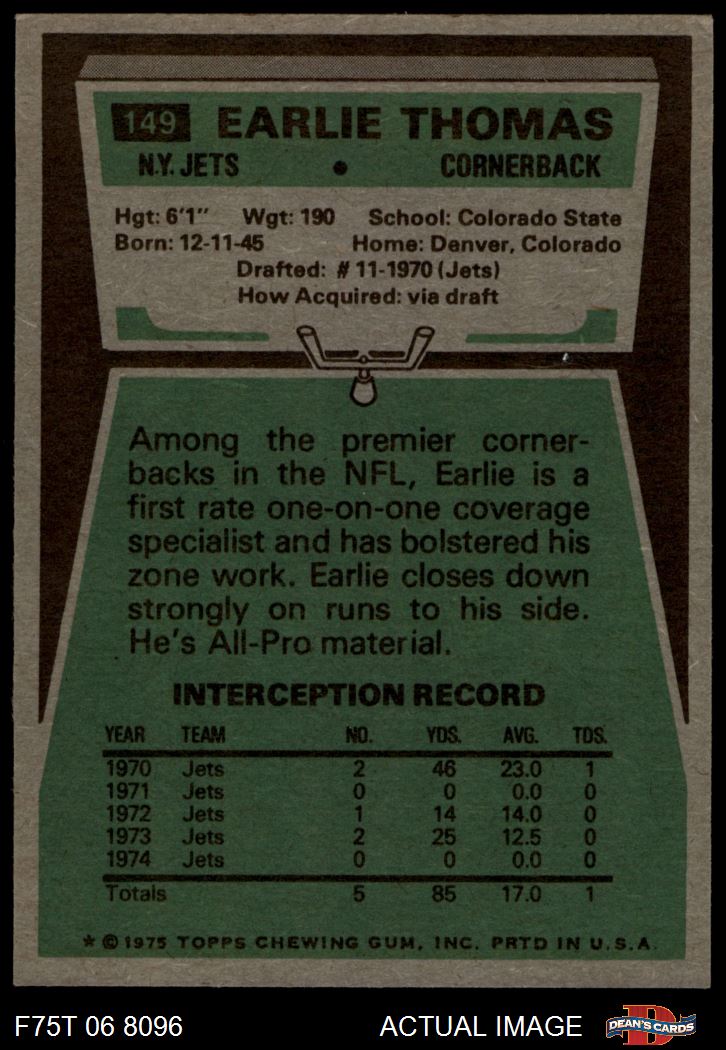 149 EARLIE THOMAS
N.Y. JETS • CORNERBACK
Hgt: 6'1" Wgt: 190 School: Colorado State
Born: 12-11-45 Home: Denver, Colorado
Drafted: # 11-1970 (Jets)
How Acquired: via draft
Among the premier corner-
backs in the NFL, Earlie is a
first rate one-on-one coverage
specialist and has bolstered his
zone work. Earlie closes down
strongly on runs to his side.
He's All-Pro material.
INTERCEPTION RECORD
YEAR TEAM NO. YDS. AVG. TDS.
1970 Jets 2 46 23.0 1
1971 Jets 0 0 0.0 0
1972 Jets 1 14 14.0 0
1973 Jets 2 25 12.5 0
1974 Jets 0 0 0.0 0
Totals 5 85 17.0 1
* © 1975 TOPPS CHEWING GUM, INC. PRTD IN U.S.A.
F75T 06 8096 ACTUAL IMAGE D DEAN'S CARDS